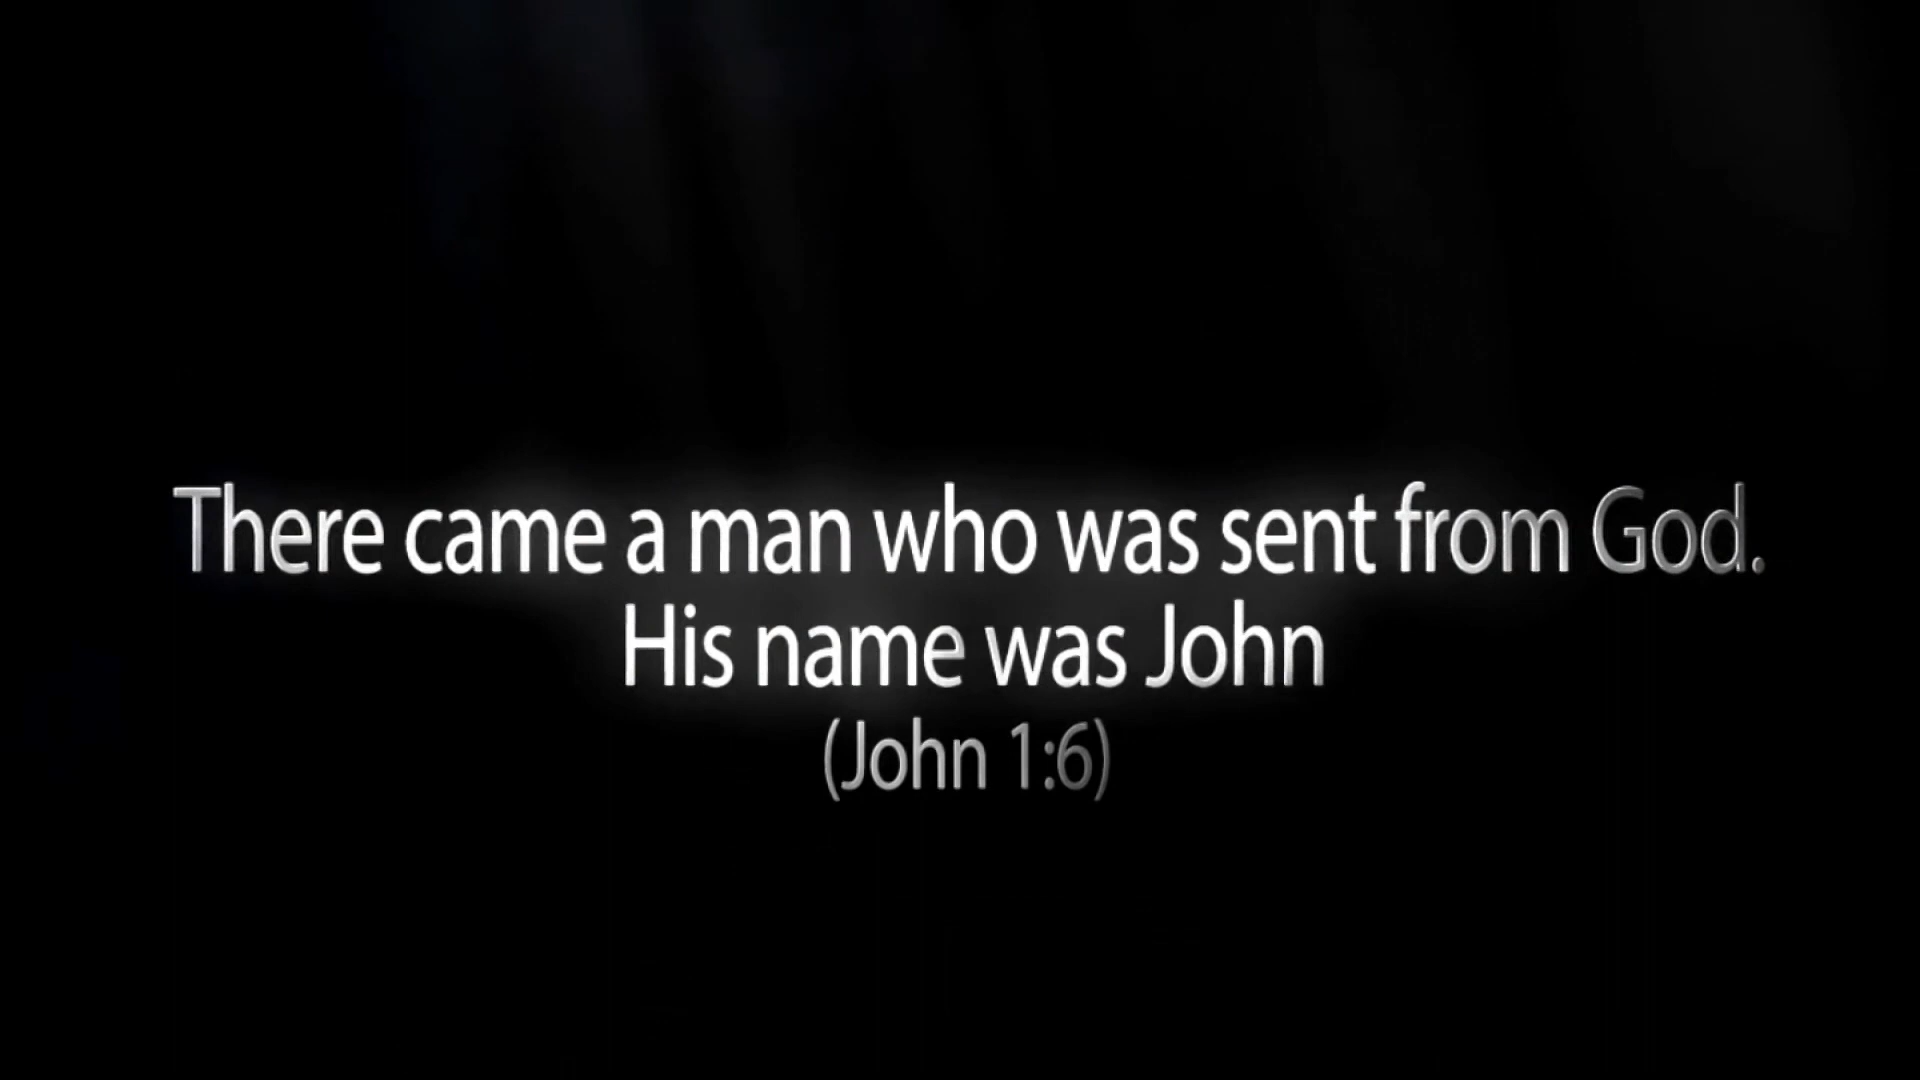 There came a man who was sent from God.
His name was John
(John 1:6)